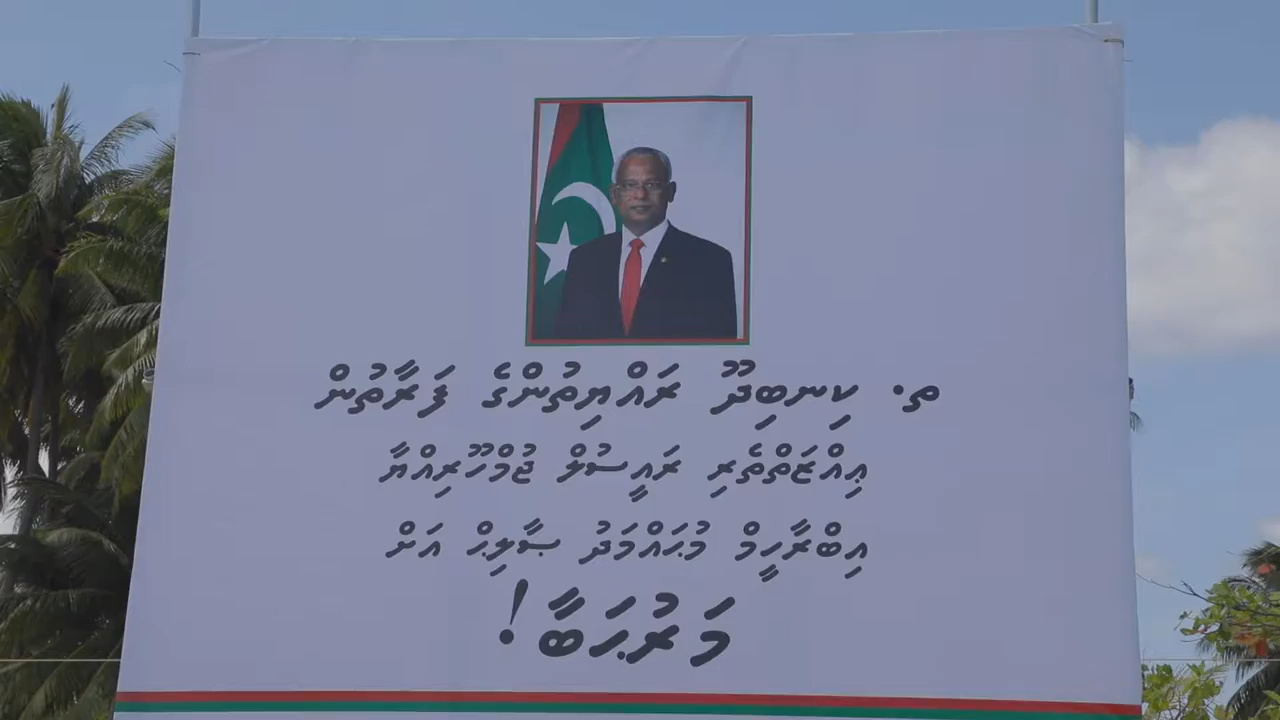 ތ. ކިނބިދޫ ރައްޔިތުންގެ ފަރާތުން
ޢިއްޒަތްތެރި ރައީސުލް ޖުމްހޫރިއްޔާ
އިބްރާހީމް މުޙައްމަދު ޞާލިޙް އަށް
މަރުޙަބާ!